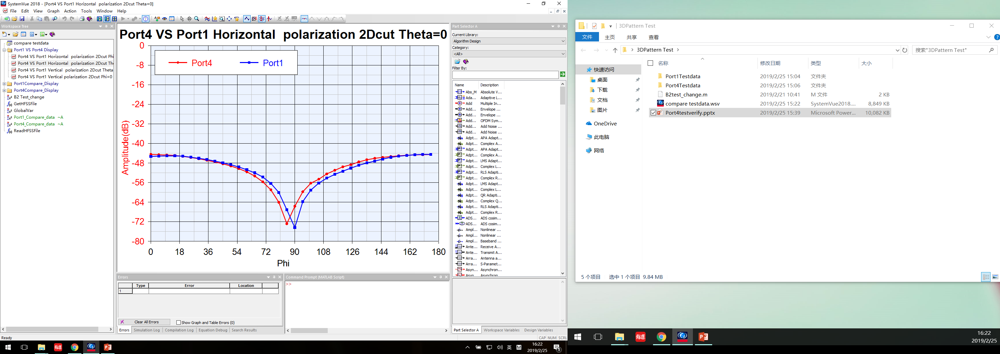 SystemVue 2018 - [Port4 VS Port1 Horizontal  polarization 2Dcut Theta=0]
File Edit View Graph Action Tools Window Help
Workspace Tree
compare testdata
Port1 VS Port4 Display
Port4 VS Port1 Horizontal  polarization 2Dcut Phi
Port4 VS Port1 Horizontal  polarization 2Dcut The
Port4 VS Port1 Vertical  polarization 2Dcut Theta
Port4 VS Port1 Vertical polarization 2Dcut Phi=0
Port1Compare_Display
Port4Compare_Display
B2 Test_change
GetHFSSFile
GlobalVar
Port1_Compare_data  ~A
Port4_Compare_data  ~A
ReadHFSSFile
Port4 VS Port1 Horizontal  polarization 2Dcut Theta=0
Port4 Port1
0
-8
-16
-24
-32
-40
-48
-56
-64
-72
-80
Amplitude(dB)
0 18 36 54 72 90 108 126 144 162 180
Phi
Errors
Type Error Location
1
Clear All Errors Show Graph and Table Errors (0)
Errors Simulation Log Compilation Log Equation Debug Search Results
Command Prompt (MATLAB Script)
>>
Part Selector A
Current Library:
Algorithm Design
Category:
<All>
Filter By:
Name Description
Abs_M Absolute V...
Ada... Adaptive L...
Add Multiple In...
Add... Envelope ...
Add... Envelope ...
Add... OFDM Sym...
Add... Add Noise ...
Add... Add Noise ...
Adpt... APA Adapt...
Adpt... Complex A...
Adpt... APA Adapt...
Adpt... Complex A...
Adpt... LMS Adapt...
Adpt... Complex L...
Adpt... RLS Adapti...
Adpt... Complex R...
Adpt... LMS Adapt...
Adpt... Complex L...
Adpt... QR Adapti...
Adpt... Complex Q...
Adpt... RLS Adapti...
Adpt... Complex R...
ADS... ADS cosim...
ADS... ADS cosim...
Ampl... Nonlinear ...
Ampl... Nonlinear ...
Ampl... Baseband ...
Ante... Receive A...
Ante... Transmit A...
Arra... Antenna a...
Arra... S-Paramet...
Asyn... Asynchron...
Asyn... Asynchron...
Part Selector A Workspace Variables Design Variables
Ready CAP NUM SCRL
有道
英 M
16:22
2019/2/25
1
3DPattern Test
文件 主页 共享 查看
3DPattern Test
搜索"3DPattern Test"
名称 修改日期 类型 大小
快速访问
桌面
下载
文档
图片
OneDrive
此电脑
网络
Port1Testdata 2019/2/25 15:04 文件夹
Port4Testdata 2019/2/25 15:06 文件夹
B2test_change.m 2019/2/21 10:41 M 文件 2 KB
compare testdata.wsv 2019/2/25 15:22 SystemVue2018.... 8,849 KB
Port4testverify.pptx 2019/2/25 15:39 Microsoft Power... 10,082 KB
5 个项目 选中 1 个项目 9.84 MB
有道
16:22
2019/2/25